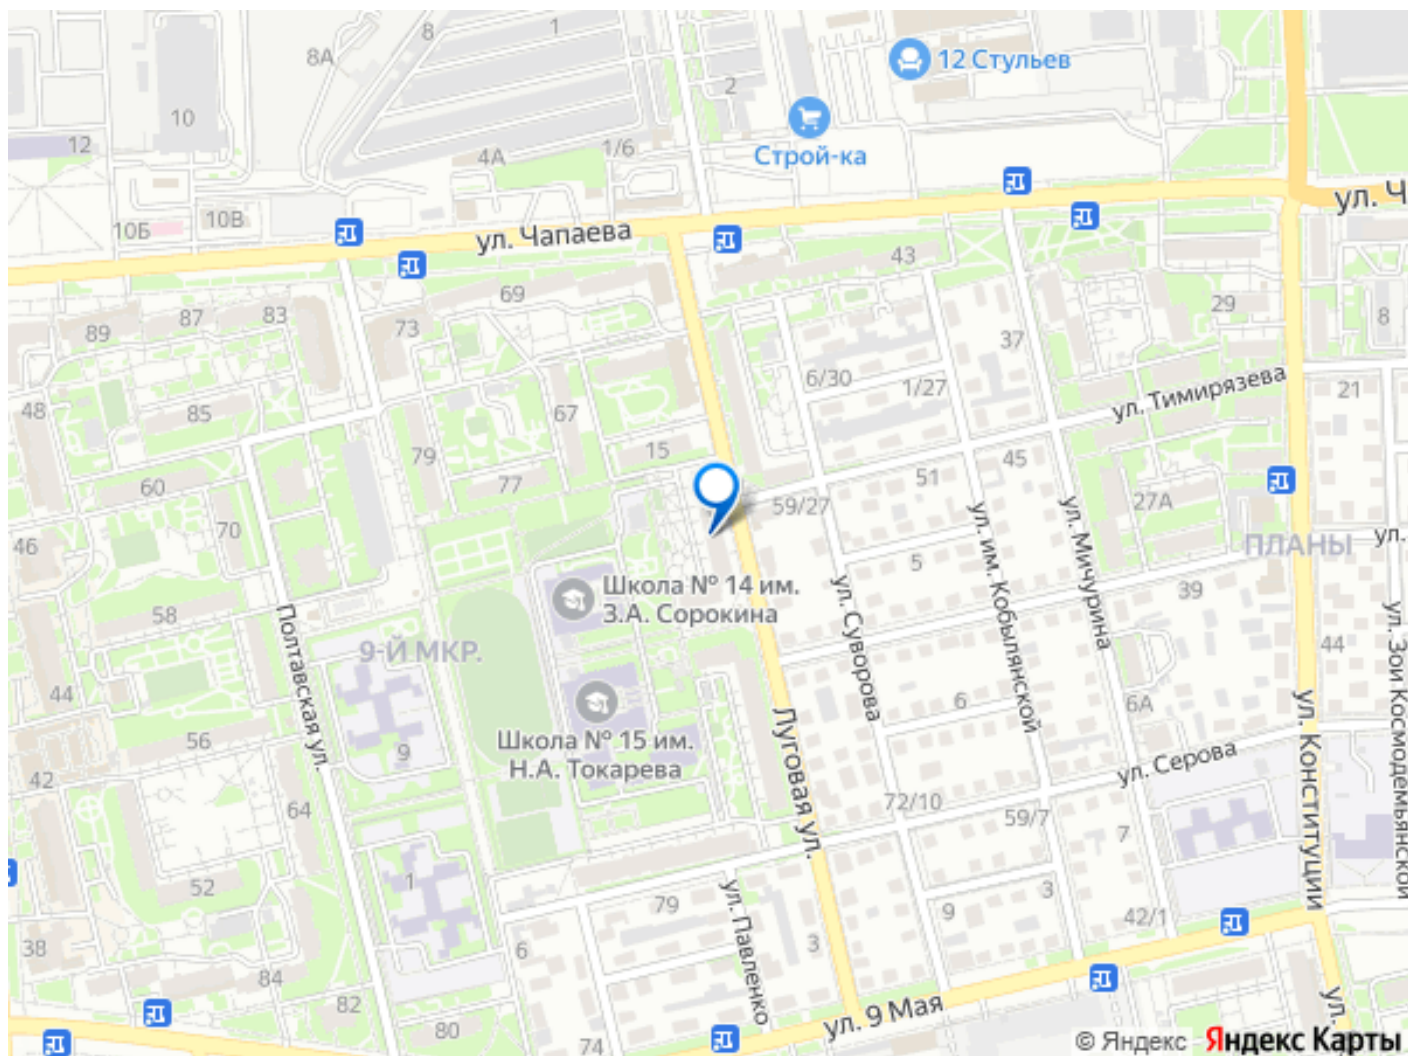 8
1
8А
2
12 Стульев
10
12
4А
1/6
Строй-ка
10Б
10В
ул. Чапаева
ул. Ч
43
69
89
87
83
73
29
8
37
6/30
1/27
ул. Тимирязева
21
48
85
67
79
15
77
60
51
45
59/27
27А
70
46
ПЛАНЫ
ул.
5
58
Школа № 14 им.
З.А. Сорокина
39
9-Й МКР.
Полтавская ул.
ул. Суворова
ул. им. Кобылянской
ул. Мичурина
44
44
6
6А
Школа № 15 им.
Н.А. Токарева
56
9
42
Луговая ул.
ул. Серова
ул. Конституции
ул. Зои Космодемьянской
64
72/10
59/7
7
52
1
79
ул. Павленко
3
9
42/1
38
84
6
3
82
80
74
ул. 9 Мая
ул.
© Яндекс
Яндекс Карты